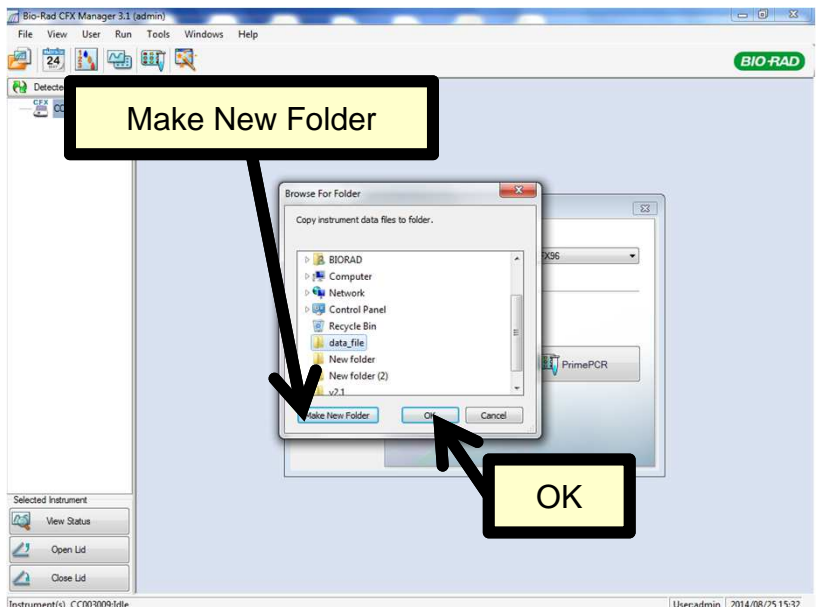 Bio-Rad CFX Manager 3.1 (admin)
File View User Run Tools Windows Help
24
BIO-RAD
Detecte
CFX
Make New Folder
Browse For Folder
Copy instrument data files to folder.
BIORAD
Computer
Network
Control Panel
Recycle Bin
data_file
New folder
New folder (2)
v2.1
Make New Folder OK Cancel
FX96
PrimePCR
OK
Selected Instrument
View Status
Open Lid
Close Lid
Instrument(s) CC003009:Idle
User:admin 2014/08/25 15:32